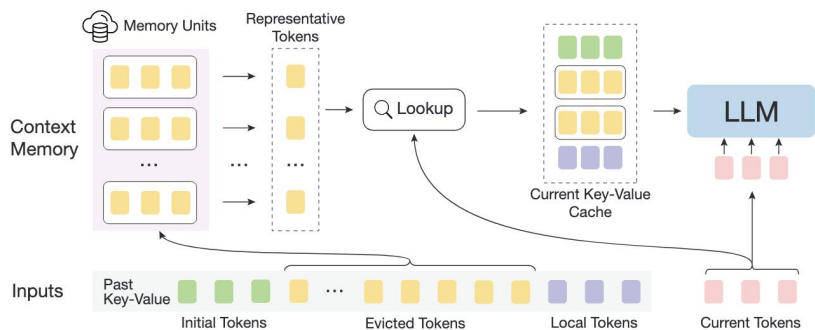 Memory Units
Representative
Tokens
Context
Memory
...
...
...
Lookup
Current Key-Value
Cache
LLM
Inputs
Past
Key-Value
...
Initial Tokens
Evicted Tokens
Local Tokens
Current Tokens